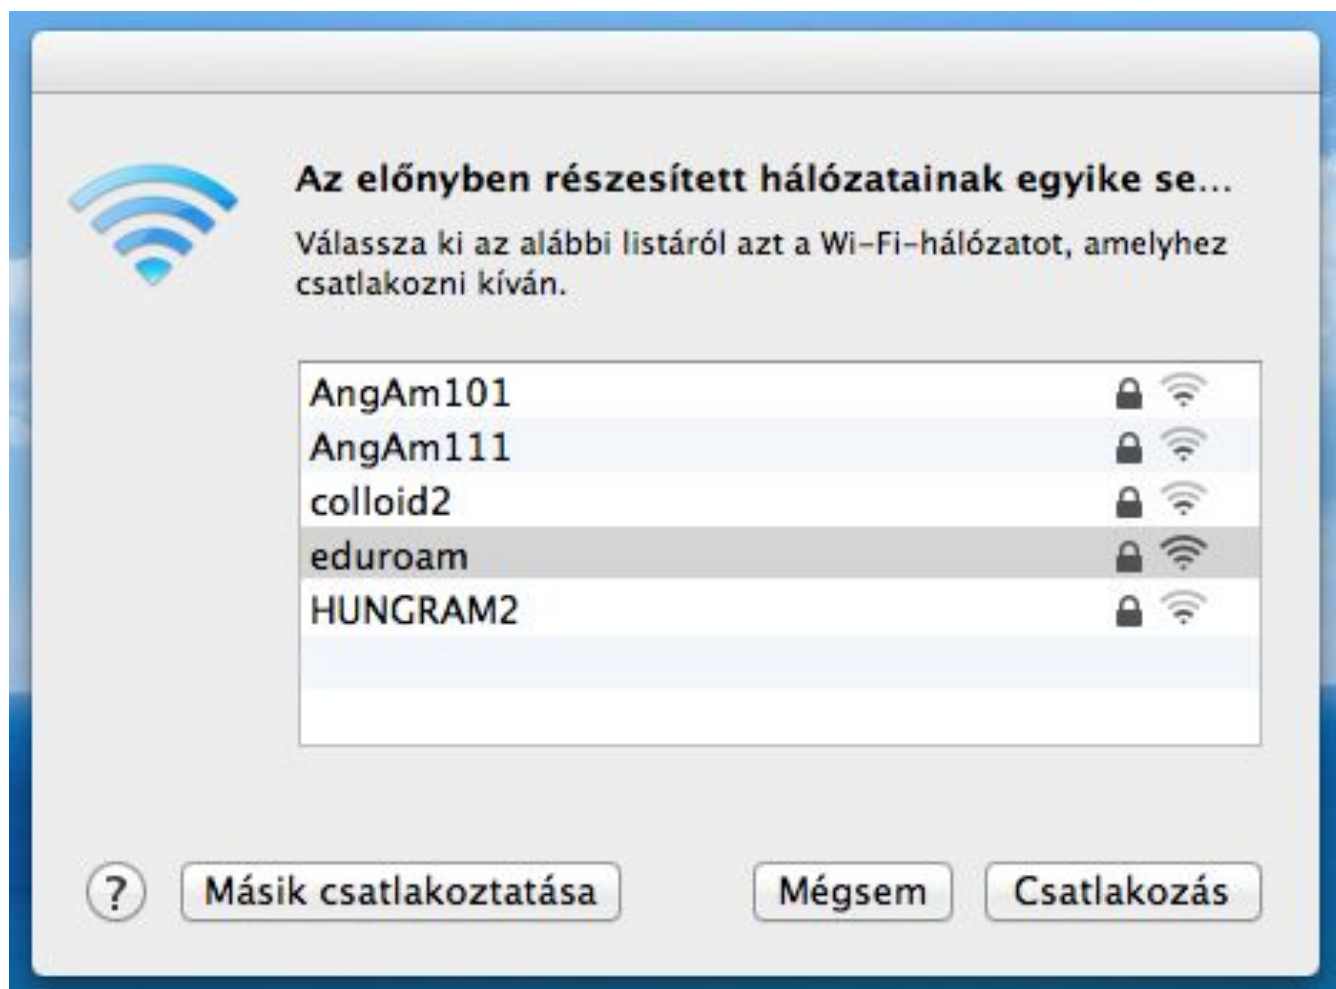 Az előnyben részesített hálózatainak egyike se...
Válassza ki az alábbi listáról azt a Wi-Fi-hálózatot, amelyhez
csatlakozni kíván.
AngAm101
AngAm111
colloid2
eduroam
HUNGRAM2
? Másik csatlakoztatása Mégsem Csatlakozás